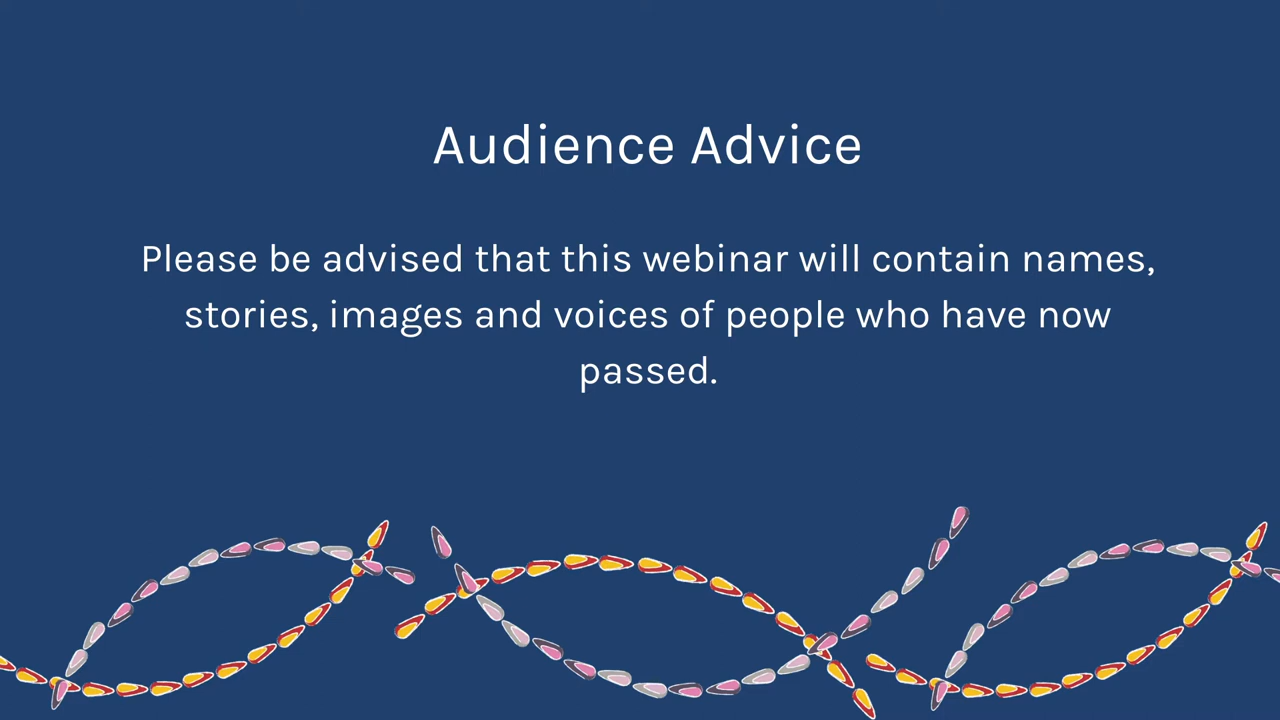 Audience Advice
Please be advised that this webinar will contain names,
stories, images and voices of people who have now
passed.